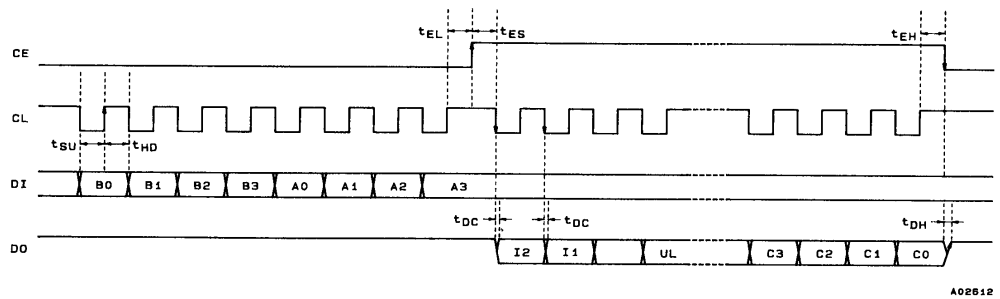 tEL tES tEH
CE
CL
tSU tHD
DI B0 B1 B2 B3 A0 A1 A2 A3
tDC tDC tDH
DO I2 I1 UL C3 C2 C1 C0
A02612